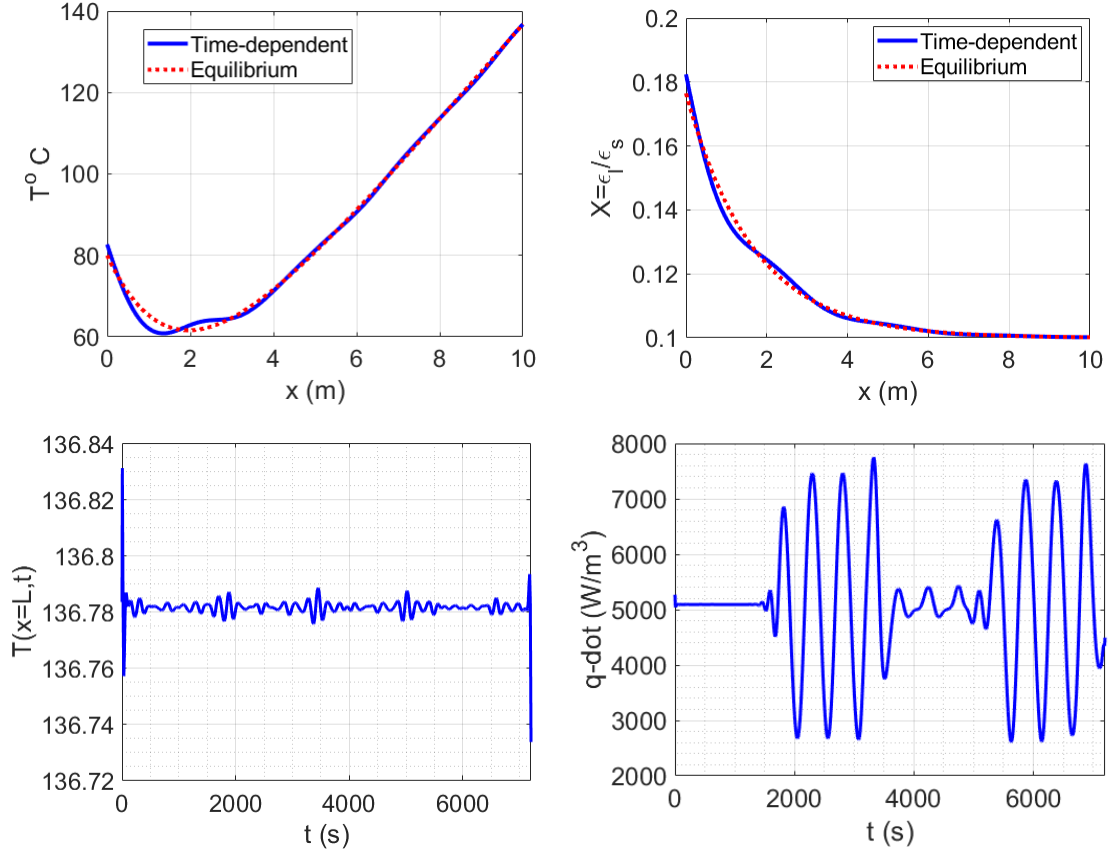 140
120
100
80
60
T° C
Time-dependent
Equilibrium
0 2 4 6 8 10
x (m)
0.2
0.18
0.16
0.14
0.12
0.1
X=ϵl/ϵs
Time-dependent
Equilibrium
0 2 4 6 8 10
x (m)
136.84
136.82
136.8
136.78
136.76
136.74
136.72
T(x=L,t)
0 2000 4000 6000
t (s)
8000
7000
6000
5000
4000
3000
2000
q-dot (W/m³)
0 2000 4000 6000
t (s)